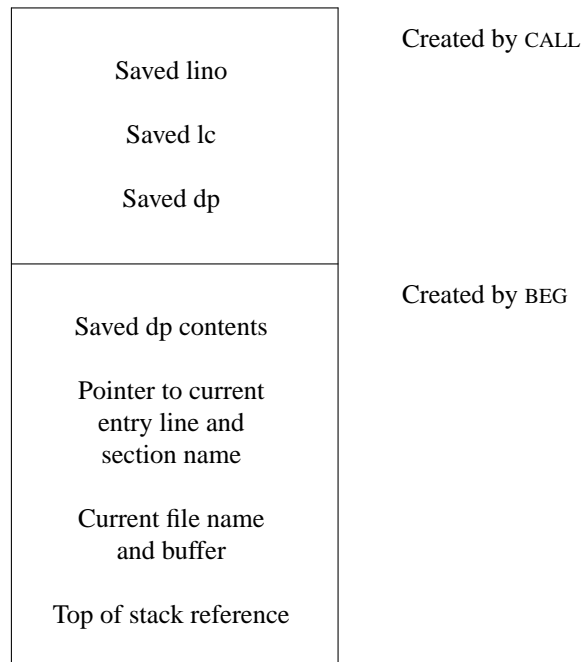 Created by CALL
Saved lino
Saved lc
Saved dp
Created by BEG
Saved dp contents
Pointer to current
entry line and
section name
Current file name
and buffer
Top of stack reference